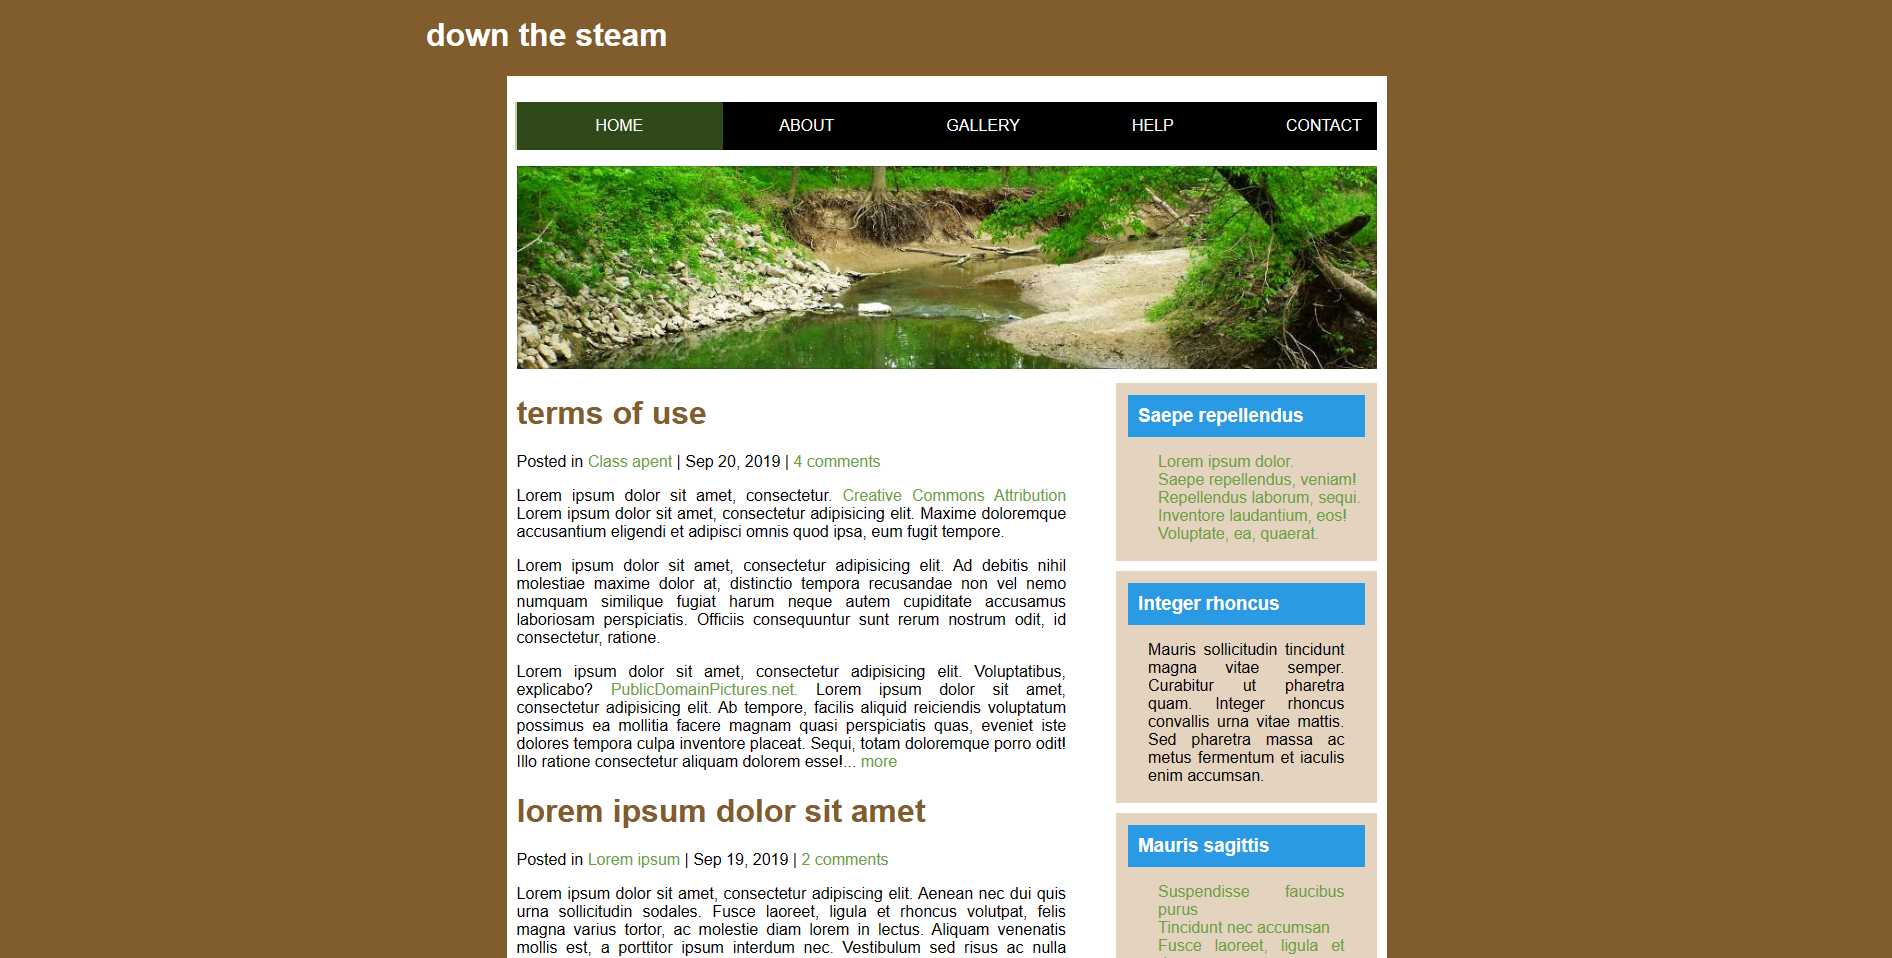 down the steam
HOME ABOUT GALLERY HELP CONTACT
terms of use
Posted in Class apent | Sep 20, 2019 | 4 comments
Lorem ipsum dolor sit amet, consectetur. Creative Commons Attribution
Lorem ipsum dolor sit amet, consectetur adipisicing elit. Maxime doloremque
accusantium eligendi et adipisci omnis quod ipsa, eum fugit tempore.
Lorem ipsum dolor sit amet, consectetur adipisicing elit. Ad debitis nihil
molestiae maxime dolor at, distinctio tempora recusandae non vel nemo
numquam similique fugiat harum neque autem cupiditate accusamus
laboriosam perspiciatis. Officiis consequuntur sunt rerum nostrum odit, id
consectetur, ratione.
Lorem ipsum dolor sit amet, consectetur adipisicing elit. Voluptatibus,
explicabo? PublicDomainPictures.net. Lorem ipsum dolor sit amet,
consectetur adipisicing elit. Ab tempore, facilis aliquid reiciendis voluptatum
possimus ea mollitia facere magnam quasi perspiciatis quas, eveniet iste
dolores tempora culpa inventore placeat. Sequi, totam doloremque porro odit!
Illo ratione consectetur aliquam dolorem esse!... more
lorem ipsum dolor sit amet
Posted in Lorem ipsum | Sep 19, 2019 | 2 comments
Lorem ipsum dolor sit amet, consectetur adipiscing elit. Aenean nec dui quis
urna sollicitudin sodales. Fusce laoreet, ligula et rhoncus volutpat, felis
magna varius tortor, ac molestie diam lorem in lectus. Aliquam venenatis
mollis est, a porttitor ipsum interdum nec. Vestibulum sed risus ac nulla
Saepe repellendus
Lorem ipsum dolor.
Saepe repellendus, veniam!
Repellendus laborum, sequi.
Inventore laudantium, eos!
Voluptate, ea, quaerat.
Integer rhoncus
Mauris sollicitudin tincidunt
magna vitae semper.
Curabitur ut pharetra
quam. Integer rhoncus
convallis urna vitae mattis.
Sed pharetra massa ac
metus fermentum et iaculis
enim accumsan.
Mauris sagittis
Suspendisse faucibus
purus
Tincidunt nec accumsan
Fusce laoreet, ligula et